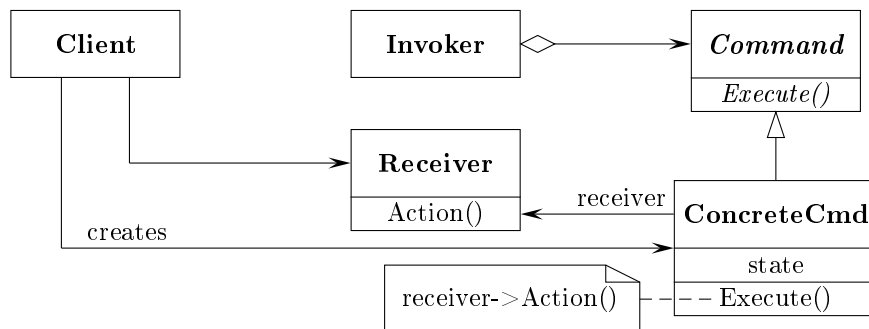 Client
Invoker
Command
Execute()
Receiver
Action()
receiver
ConcreteCmd
creates
state
receiver->Action()
Execute()